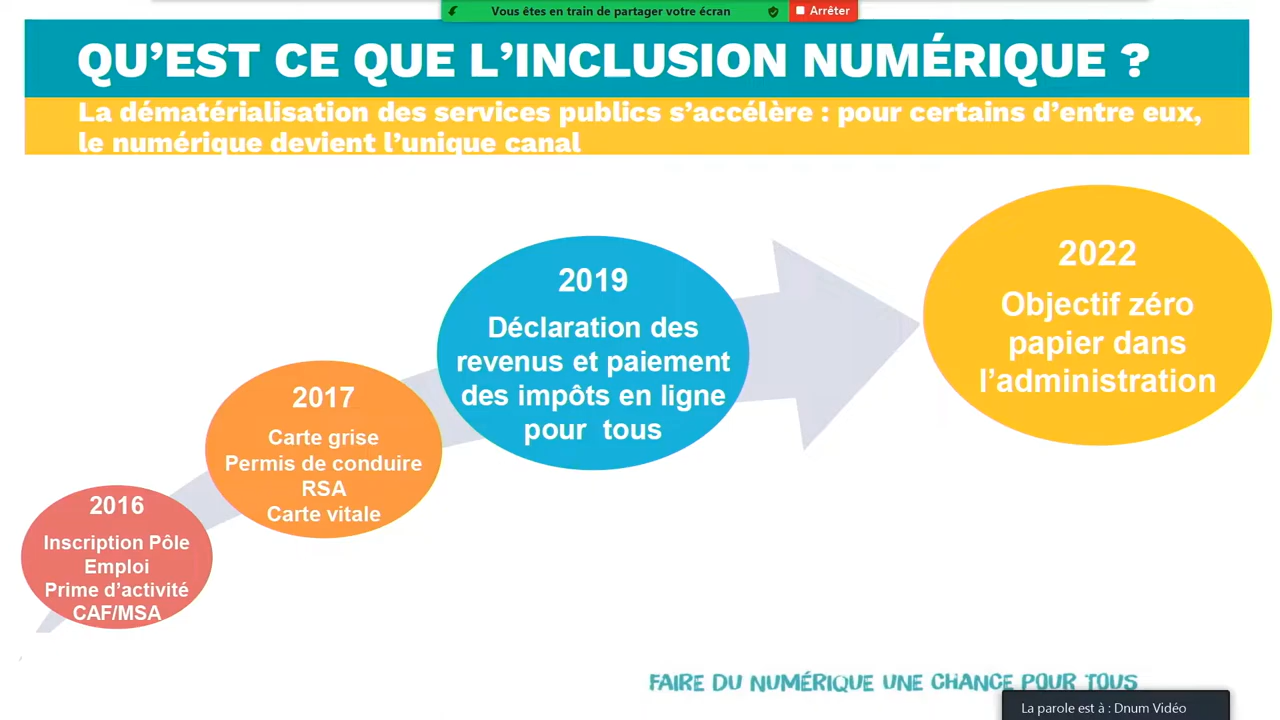 Vous êtes en train de partager votre écran
Arrêter
QU'EST CE QUE L'INCLUSION NUMÉRIQUE ?
La dématérialisation des services publics s'accélère : pour certains d'entre eux,
le numérique devient l'unique canal
2022
Objectif zéro
papier dans
l'administration
2019
Déclaration des
revenus et paiement
des impôts en ligne
pour tous
2017
Carte grise
Permis de conduire
RSA
Carte vitale
2016
Inscription Pôle
Emploi
Prime d'activité
CAF/MSA
FAIRE DU NUMÉRIQUE UNE CHANCE POUR TOUS
La parole est à : Dnum Vidéo